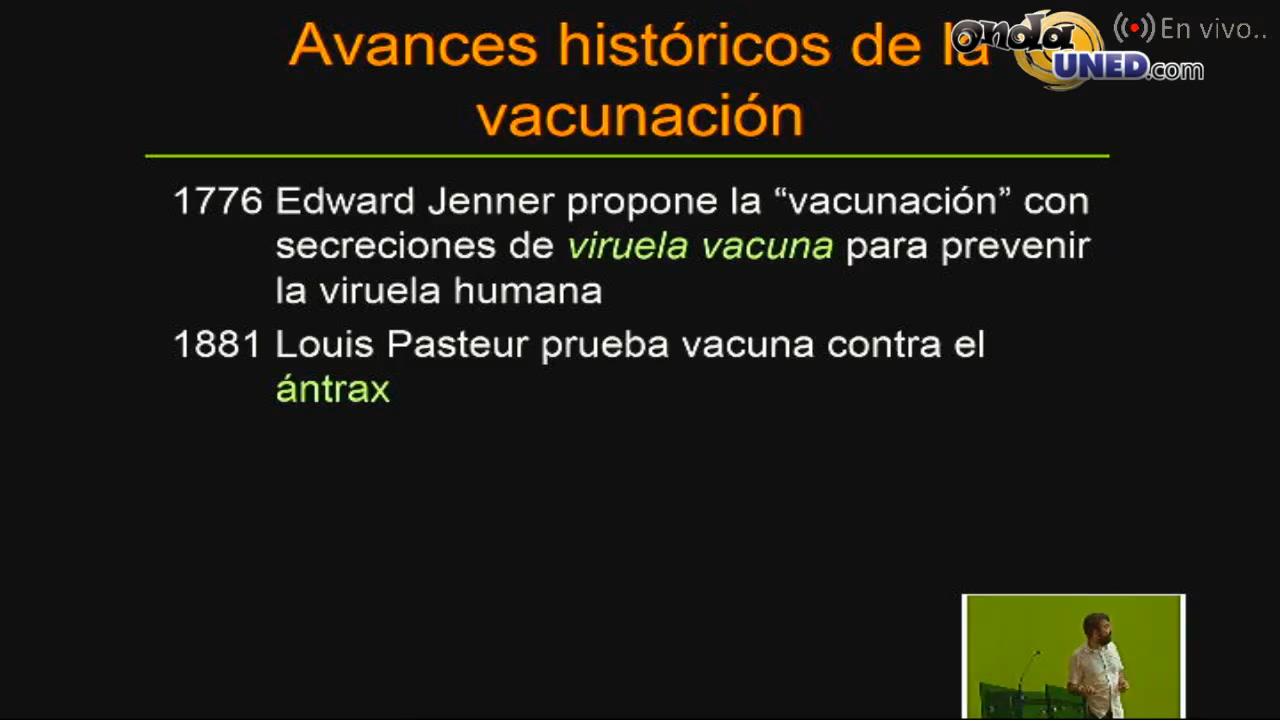 Avances históricos de la
vacunación
onda
UNED.com
En vivo..
1776 Edward Jenner propone la “vacunación” con
secreciones de viruela vacuna para prevenir
la viruela humana
1881 Louis Pasteur prueba vacuna contra el
ántrax